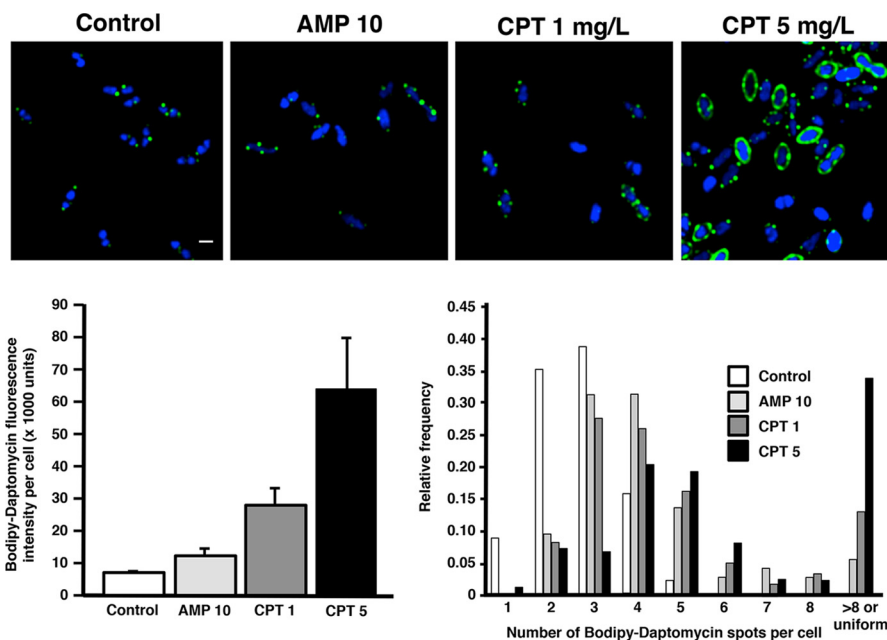 Control
AMP 10
CPT 1 mg/L
CPT 5 mg/L
Bodipy-Daptomycin fluorescence
intensity per cell (x 1000 units)
90
80
70
60
50
40
30
20
10
0
Control
AMP 10
CPT 1
CPT 5
Relative frequency
0.45
0.40
0.35
0.30
0.25
0.20
0.15
0.10
0.05
0
Control
AMP 10
CPT 1
CPT 5
1 2 3 4 5 6 7 8 >8 or
uniform
Number of Bodipy-Daptomycin spots per cell